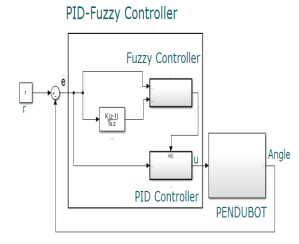 PID-Fuzzy Controller
Fuzzy Controller
e
r
r
K (z-1)
Ts z
u
Angle
PID Controller
PENDUBOT